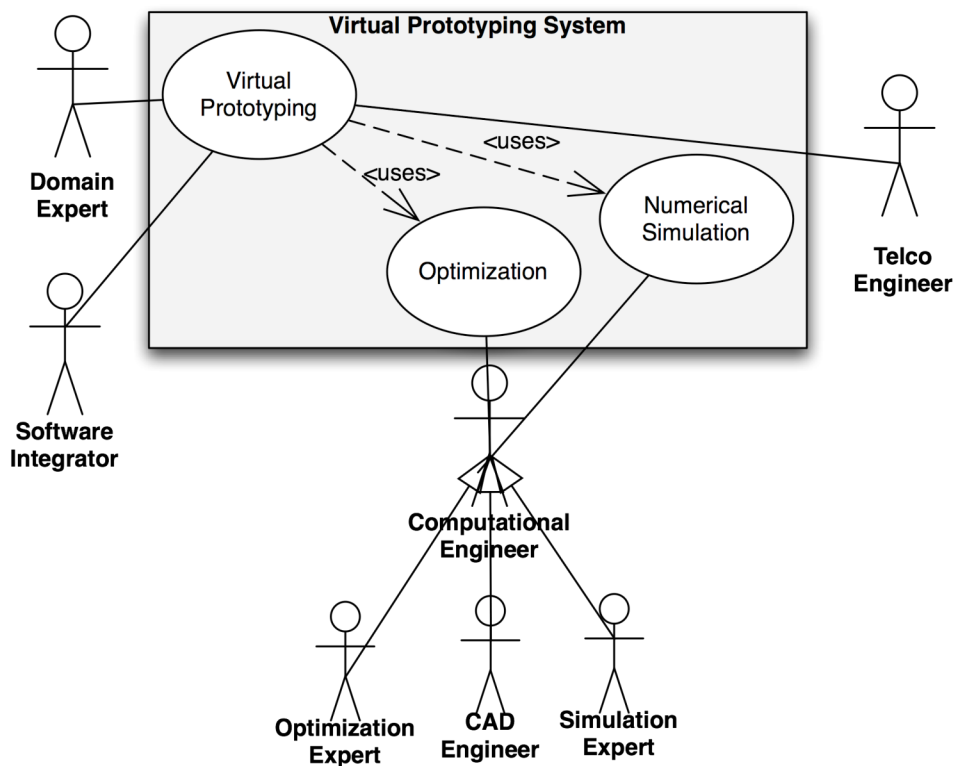 Virtual Prototyping System
Virtual
Prototyping
<uses>
<uses>
Domain
Expert
Numerical
Simulation
Optimization
Telco
Engineer
Software
Integrator
Computational
Engineer
Optimization
Expert
CAD
Engineer
Simulation
Expert